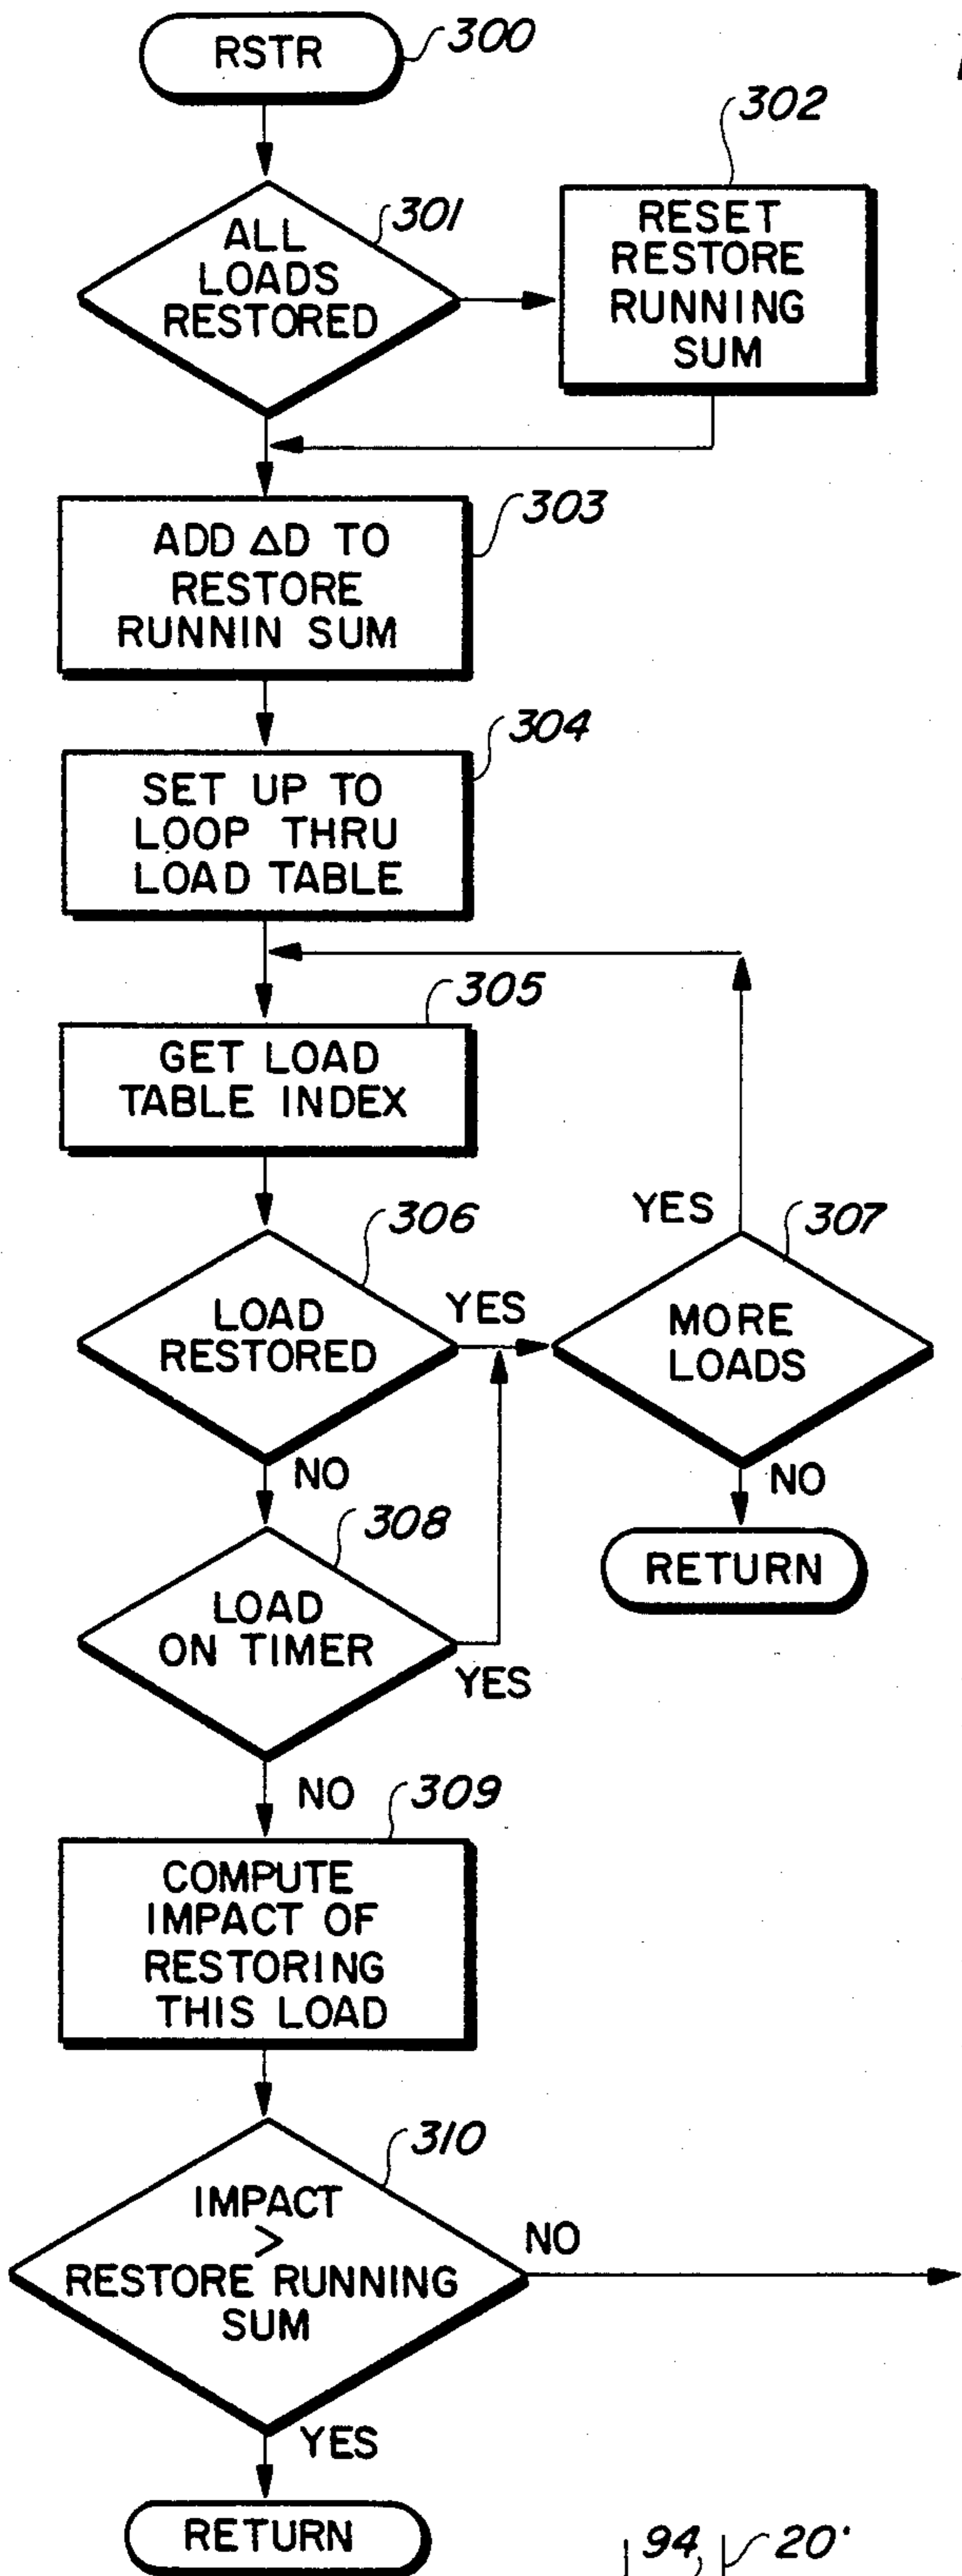 RSTR
300
302
301
ALL
LOADS
RESTORED
RESET
RESTORE
RUNNING
SUM
303
ADD ΔD TO
RESTORE
RUNNIN SUM
304
SET UP TO
LOOP THRU
LOAD TABLE
305
GET LOAD
TABLE INDEX
306
YES
307
LOAD
RESTORED
YES
MORE
LOADS
NO
NO
308
RETURN
LOAD
ON TIMER
YES
NO
309
COMPUTE
IMPACT OF
RESTORING
THIS LOAD
310
IMPACT
>
RESTORE RUNNING
SUM
NO
YES
RETURN
94
20'